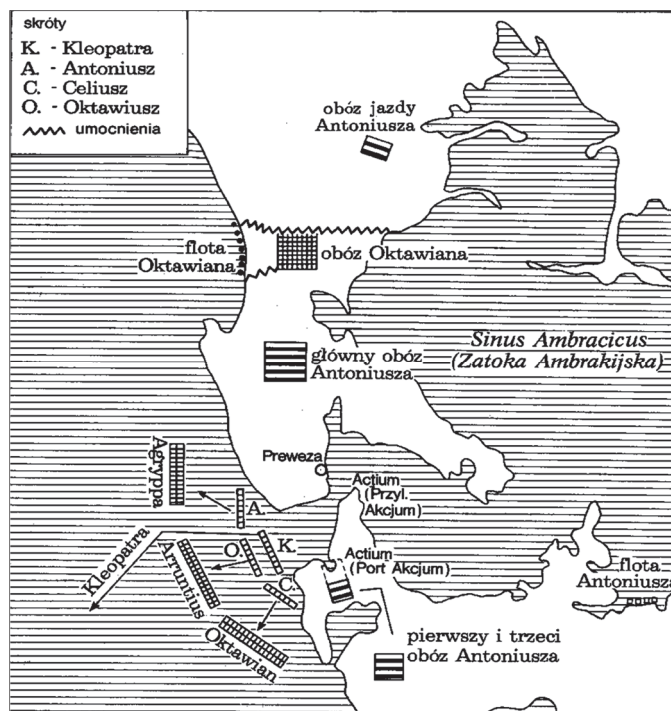 skróty
K. - Kleopatra
A. - Antoniusz
C. - Celiusz
O. - Oktawiusz
umocnienia
obóz jazdy
Antoniusza
flota
Oktawiana
obóz Oktawiana
Sinus Ambracicus
(Zatoka Ambrakijska)
główny obóz
Antoniusza
Preweza
Agryppa
Actium
(Przyl.
Akcjum)
A.
K.
O.
Kleopatra
Arruntius
Actium
(Port Akcjum)
C.
flota
Antoniusza
Oktawian
pierwszy i trzeci
obóz Antoniusza